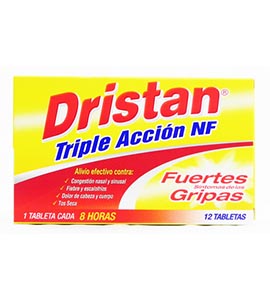 Dristan®
Triple Acción NF
Alivio efectivo contra:
✓ Congestión nasal y sinusal
✓ Fiebre y escalofríos
✓ Dolor de cabeza y cuerpo
✓ Tos Seca
Fuertes
Síntomas de las
Gripas
1 TABLETA CADA 8 HORAS
12 TABLETAS